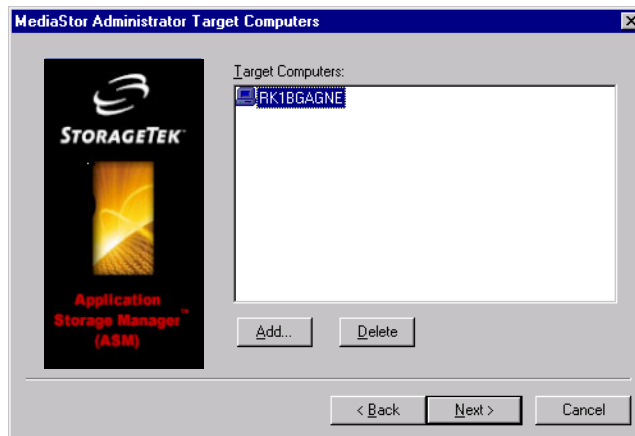 MediaStor Administrator Target Computers
Target Computers:
RK1BGAGNE
STORAGETEK
Application
Storage Manager™
(ASM)
Add...
Delete
< Back
Next >
Cancel